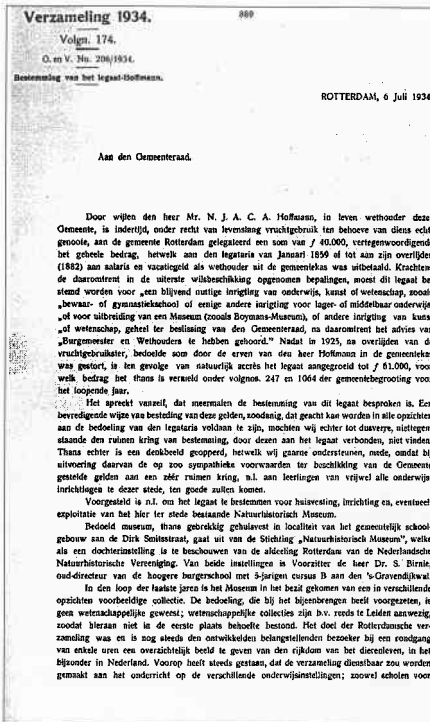 Verzameling 1934.
Volgn. 174.
O. en V. No. 206/1934.
Bestemming van het legaat-Hoffmann.
ROTTERDAM, 6 Juli 1934
Aan den Gemeenteraad.
Door wijlen den heer Mr. N. J. A. C. A. Hoffmann, in leven wethouder deze
Gemeente, is indertijd, onder recht van levenslang vruchtgebruik ten behoeve van diens echt
genoote, aan de gemeente Rotterdam gelegateerd een som van ƒ 40.000, vertegenwoordigend
het geheele bedrag, hetwelk aan den legataris van Januari 1859 af tot aan zijn overlijden
(1882) aan salaris en vacatiegeld als wethouder uit de gemeentekas was uitbetaald. Krachtens
de daaromtrent in de uiterste wilsbeschikking opgenomen bepalingen, moest dit legaat be
stemd worden voor „een blijvend nuttige inrigting van onderwijs, kunst of wetenschap, zooals
„bewaar- of gymnastiekschool of eenige andere inrigting voor lager- of middelbaar onderwijs
„of voor uitbreiding van een Museum (zooals Boymans-Museum), of andere inrigting van kuns
„of wetenschap, geheel ter beslissing van den Gemeenteraad, na daaromtrent het advies van
„Burgemeester en Wethouders te hebben gehoord." Nadat in 1925, na overlijden van de
vruchtgebruikster, bedoelde som door de erven van den heer Hoffmann in de gemeenteka
was gestort, is ten gevolge van natuurlijk accrès het legaat aangegroeid tot ƒ 61.000, voor
welk bedrag het thans is vermeld onder volgnos. 247 en 1064 der gemeentebegrooting voo
het loopende jaar.
Het spreekt vanzelf, dat meermalen de bestemming van dit legaat besproken is. Een
bevredigende wijze van besteding van deze gelden, zoodanig, dat geacht kan worden in alle opzichte
aan de bedoeling van den legataris voldaan te zijn, mochten wij echter tot dusverre, niettegen
staande den ruimen kring van bestemming, door dezen aan het legaat verbonden, niet vinden
Thans echter is een denkbeeld geopperd, hetwelk wij gaarne ondersteunen, mede, omdat bij
uitvoering daarvan de op zoo sympathieke voorwaarden ter beschikking van de Gemeente
gestelde gelden aan een zéér ruimen kring, n.l. aan leerlingen van vrijwel alle onderwijs
inrichtingen te dezer stede, ten goede zullen komen.
Voorgesteld is n.l. om het legaat te bestemmen voor huisvesting, inrichting en, eventueel
exploitatie van het hier ter stede bestaande Natuurhistorisch Museum.
Bedoeld museum, thans gebrekkig gehuisvest in localiteit van het gemeentelijk school
gebouw aan de Dirk Smitsstraat, gaat uit van de Stichting „Natuurhistorisch Museum", welke
als een dochterinstelling is te beschouwen van de afdeeling Rotterdam van de Nederlandsche
Natuurhistorische Vereeniging. Van beide instellingen is Voorzitter de heer Dr. S. Birnie,
oud-directeur van de hoogere burgerschool met 5-jarigen cursus B aan den 's-Gravendijkwal.
In den loop der laatste jaren is het Museum in het bezit gekomen van een in verschillende
opzichten voorbeeldige collectie. De bedoeling, die bij het bijeenbrengen heeft voorgezeten, is
geen wetenschappelijke geweest; wetenschappelijke collecties zijn b.v. reeds te Leiden aanwezig,
zoodat hieraan niet in de eerste plaats behoefte bestond. Het doel der Rotterdamsche ver
zameling was en is nog steeds den ontwikkelden belangstellenden bezoeker bij een rondgang
van enkele uren een overzichtelijk beeld te geven van den rijkdom van het dierenleven, in het
bijzonder in Nederland. Voorop heeft steeds gestaan, dat de verzameling dienstbaar zou worden
gemaakt aan het onderricht op de verschillende onderwijsinstellingen; zoowel scholen voor